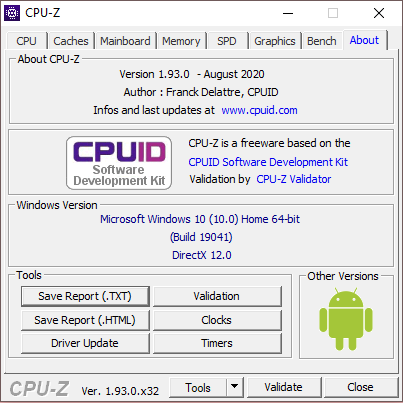 CPU-Z
CPU Caches Mainboard Memory SPD Graphics Bench About
About CPU-Z
Version 1.93.0 - August 2020
Author : Franck Delattre, CPUID
Infos and last updates at www.cpuid.com
CPUID
Software
Development Kit
CPU-Z is a freeware based on the
CPUID Software Development Kit
Validation by CPU-Z Validator
Windows Version
Microsoft Windows 10 (10.0) Home 64-bit
(Build 19041)
DirectX 12.0
Tools
Save Report (.TXT) Validation
Save Report (.HTML) Clocks
Driver Update Timers
Other Versions
CPU-Z Ver. 1.93.0.x32 Tools Validate Close